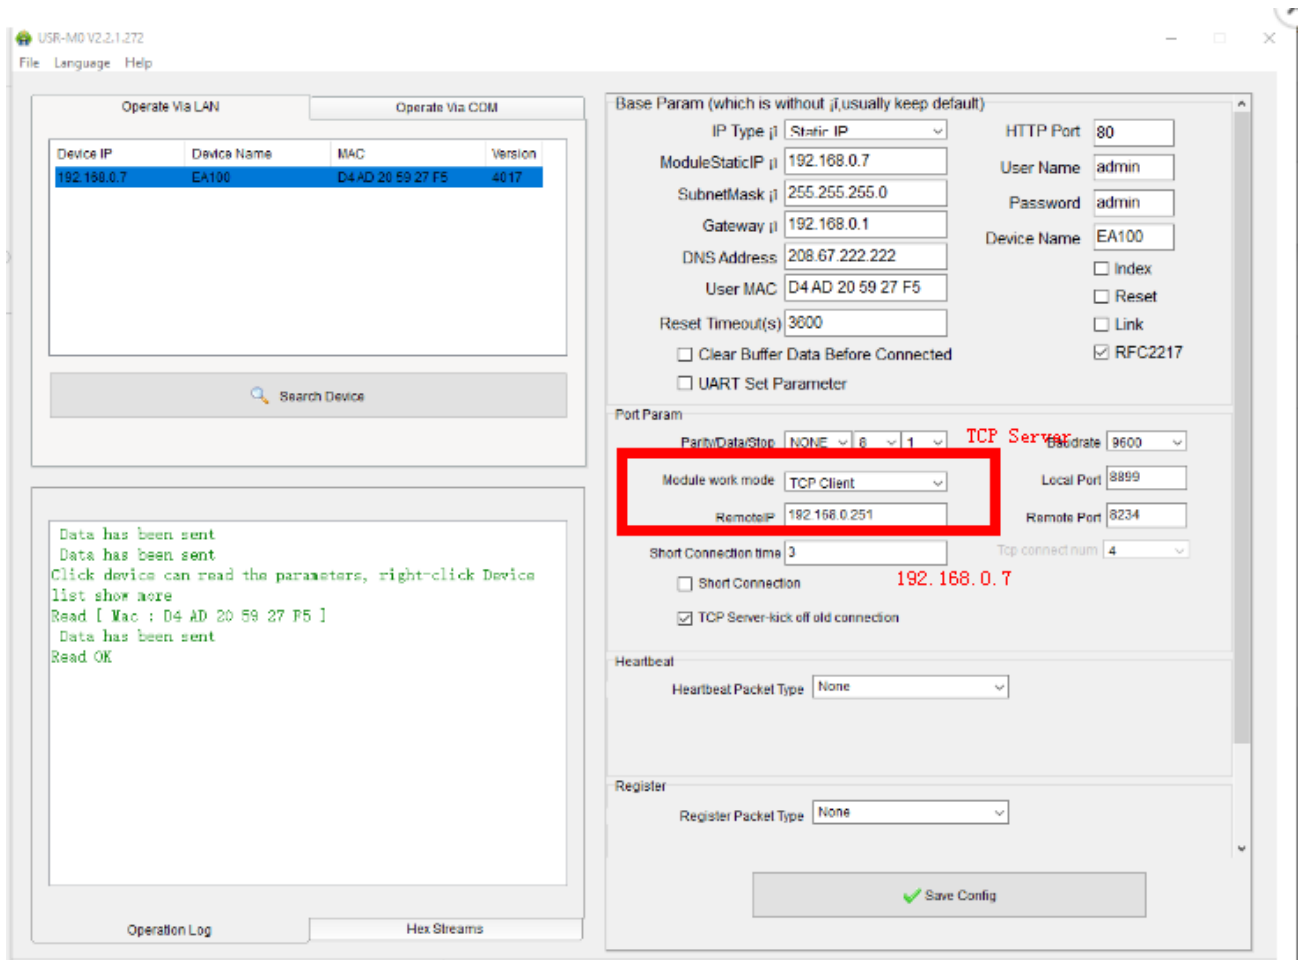 USR-M0 V2.2.1.272
File Language Help
Operate Via LAN
Operate Via COM
Device IP Device Name MAC Version
192.168.0.7 EA100 D4 AD 20 59 27 F5 4017
Search Device
Data has been sent
Data has been sent
Click device can read the parameters, right-click Device
list show more
Read [ Mac : D4 AD 20 59 27 F5 ]
Data has been sent
Read OK
Operation Log
Hex Streams
Base Param (which is without ¡ï,usually keep default)
IP Type ¡ï Static IP
HTTP Port 80
ModuleStaticIP ¡ï 192.168.0.7
User Name admin
SubnetMask ¡ï 255.255.255.0
Password admin
Gateway ¡ï 192.168.0.1
Device Name EA100
DNS Address 208.67.222.222
Index
User MAC D4 AD 20 59 27 F5
Reset
Reset Timeout(s) 3600
Link
Clear Buffer Data Before Connected
RFC2217
UART Set Parameter
Port Param
Parity/Data/Stop NONE 8 1
TCP Server
Baudrate 9600
Module work mode TCP Client
Local Port 8899
RemoteIP 192.168.0.251
Remote Port 8234
Short Connection time 3
Tcp connect num 4
Short Connection
192.168.0.7
TCP Server-kick off old connection
Heartbeat
Heartbeat Packet Type None
Register
Register Packet Type None
Save Config